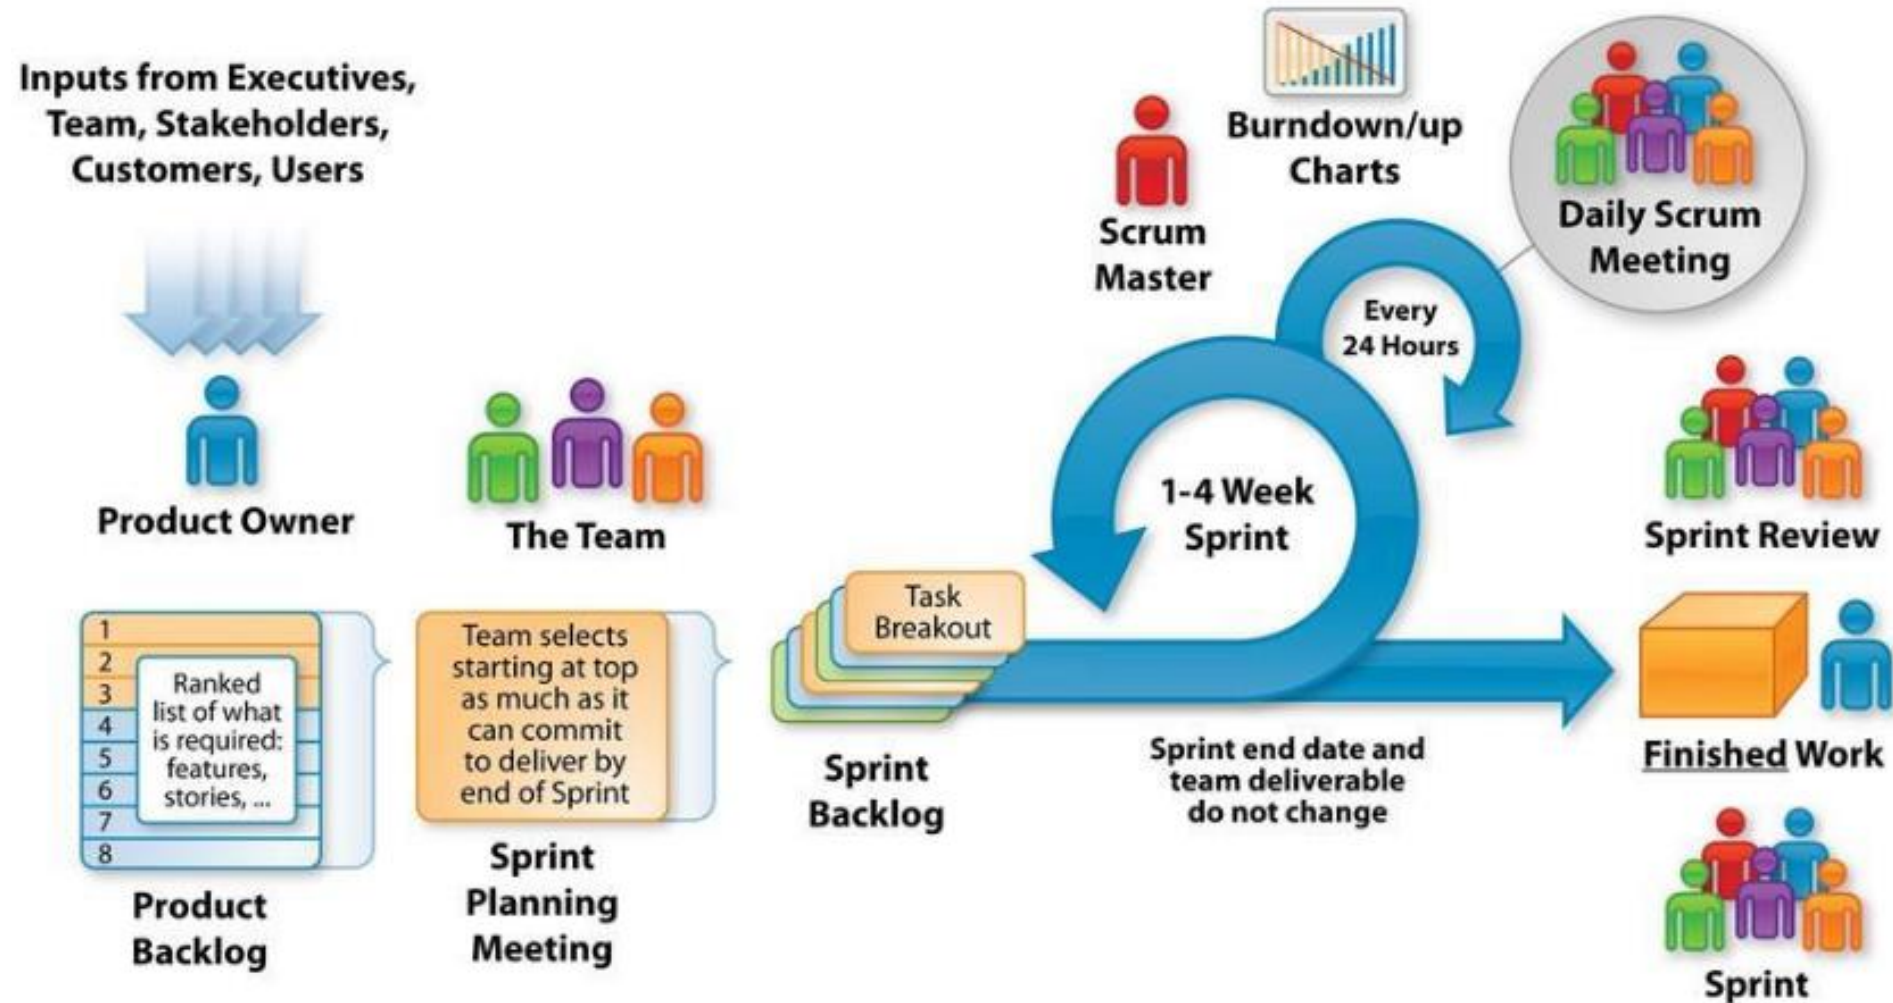 Inputs from Executives,
Team, Stakeholders,
Customers, Users
Product Owner
The Team
1
2
3
4
5
6
7
8
Ranked
list of what
is required:
features,
stories, ...
Product
Backlog
Team selects
starting at top
as much as it
can commit
to deliver by
end of Sprint
Sprint
Planning
Meeting
Task
Breakout
Sprint
Backlog
Scrum
Master
Burndown/up
Charts
Daily Scrum
Meeting
Every
24 Hours
1-4 Week
Sprint
Sprint end date and
team deliverable
do not change
Sprint Review
Finished Work
Sprint